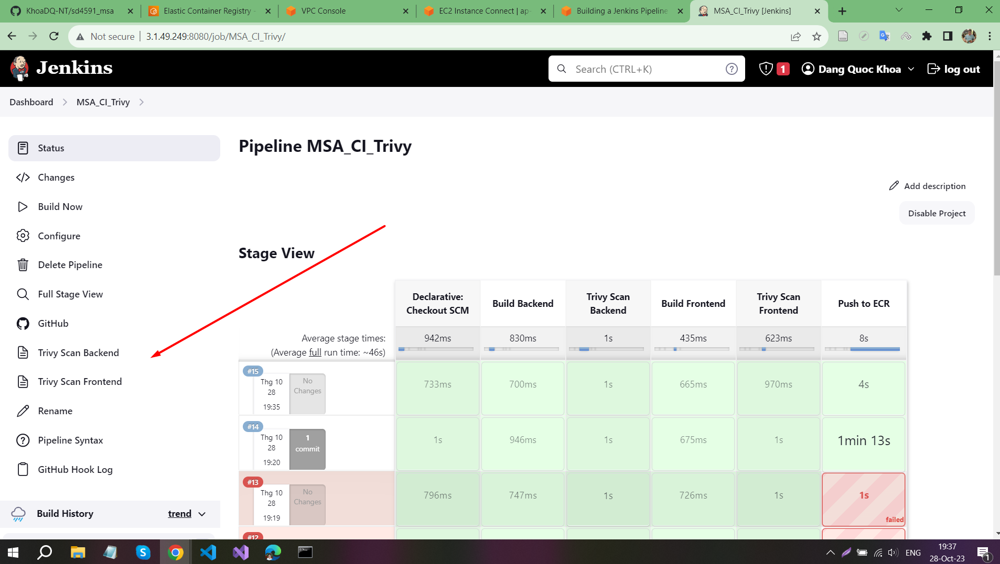 KhoaDQ-NT/sd4591_msa
Elastic Container Registry -
VPC Console
EC2 Instance Connect | ap-
Building a Jenkins Pipeline
MSA_CI_Trivy [Jenkins]
Not secure
3.1.49.249:8080/job/MSA_CI_Trivy/
Jenkins
Search (CTRL+K)
?
1
Dang Quoc Khoa
log out
Dashboard
MSA_CI_Trivy
Status
Changes
Build Now
Configure
Delete Pipeline
Full Stage View
GitHub
Trivy Scan Backend
Trivy Scan Frontend
Rename
Pipeline Syntax
GitHub Hook Log
Build History
trend
Pipeline MSA_CI_Trivy
Add description
Disable Project
Stage View
Declarative:
Checkout SCM
Build Backend
Trivy Scan
Backend
Build Frontend
Trivy Scan
Frontend
Push to ECR
Average stage times:
(Average full run time: ~46s)
942ms
830ms
1s
435ms
623ms
8s
#15
Thg 10
28
19:35
No
Changes
733ms
700ms
1s
665ms
970ms
4s
#14
Thg 10
28
19:20
1
commit
1s
946ms
1s
675ms
1s
1min 13s
#13
Thg 10
28
19:19
No
Changes
796ms
747ms
1s
726ms
1s
1s
failed
#12
ENG
19:37
28-Oct-23
1